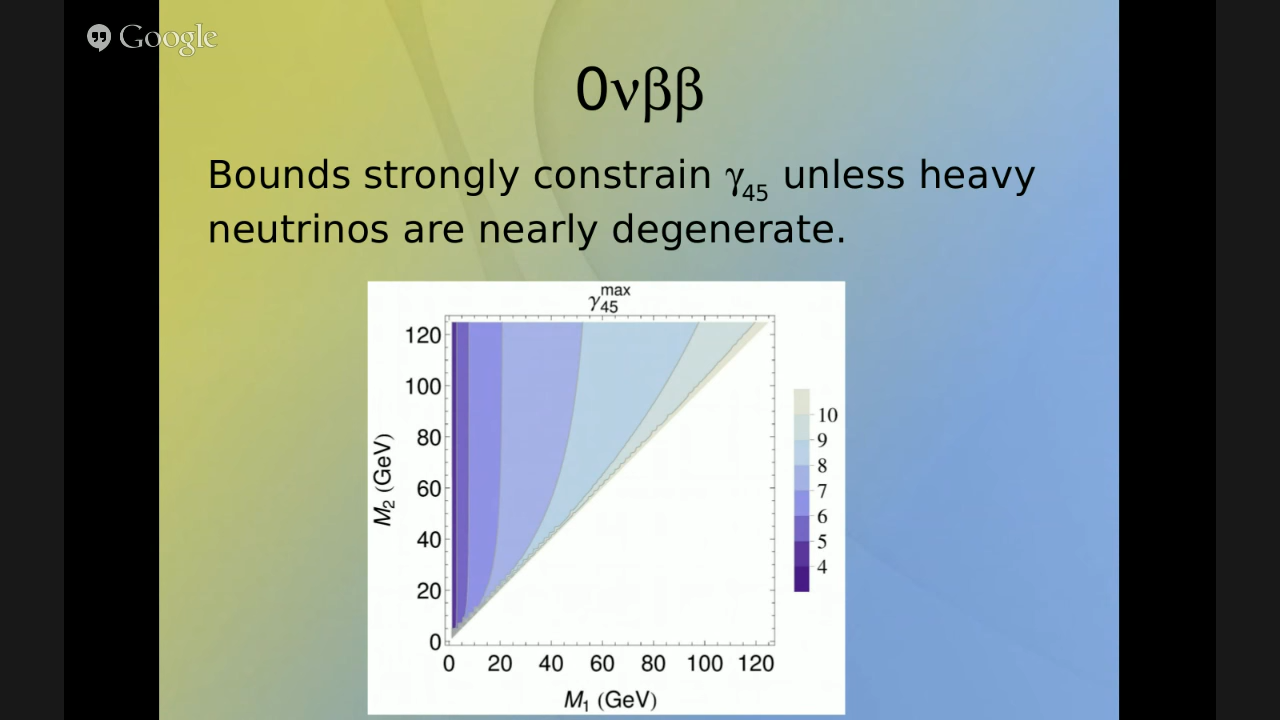 Google
0νββ
Bounds strongly constrain γ45 unless heavy
neutrinos are nearly degenerate.
γ45max
M2 (GeV)
120
100
80
60
40
20
0
0 20 40 60 80 100 120
M1 (GeV)
10
9
8
7
6
5
4